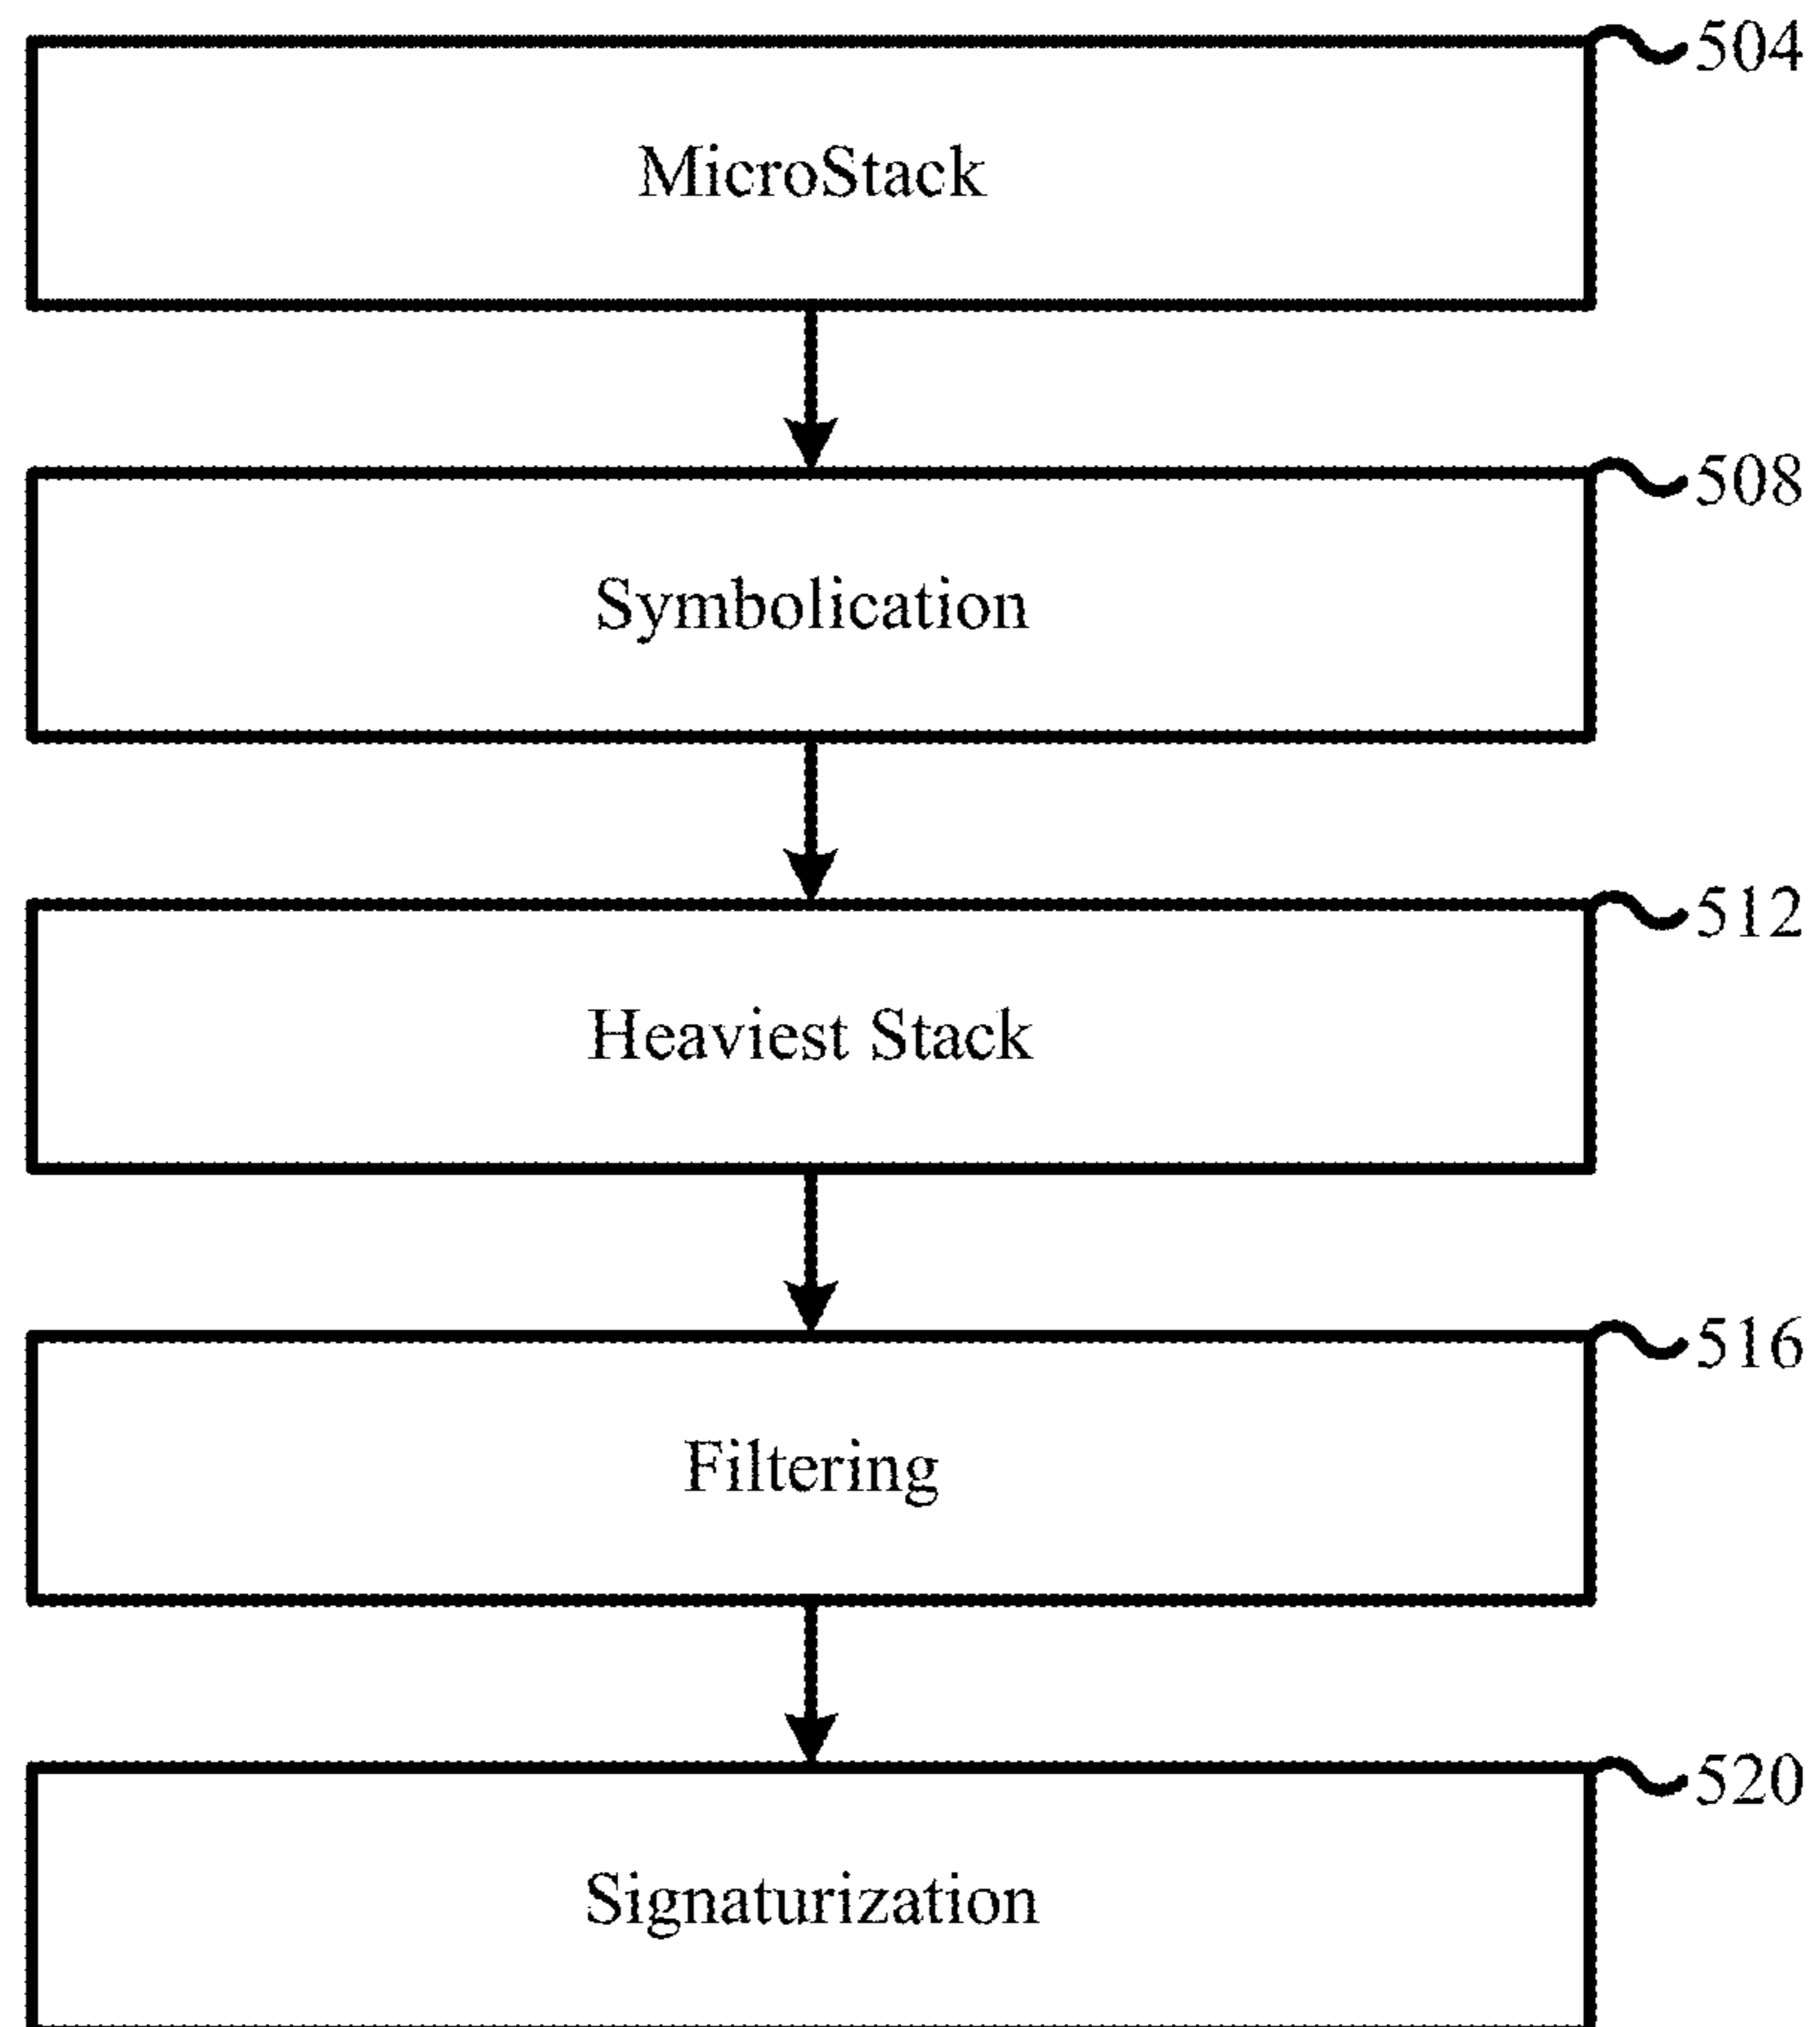 504
MicroStack
508
Symbolication
512
Heaviest Stack
516
Filtering
520
Signaturization